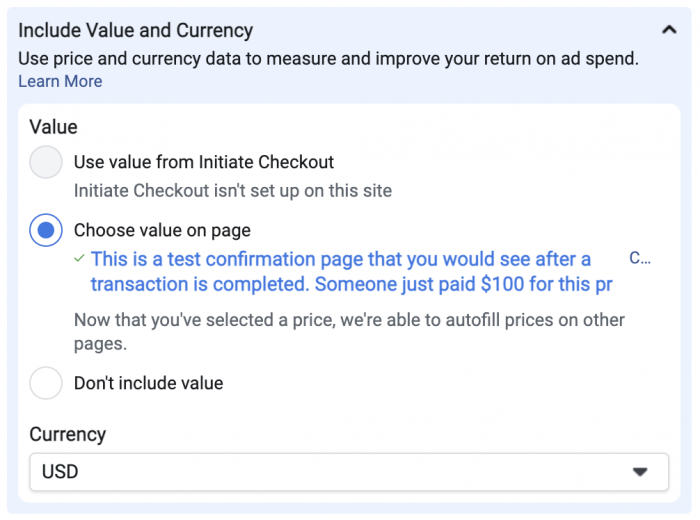 Include Value and Currency
Use price and currency data to measure and improve your return on ad spend.
Learn More
Value
Use value from Initiate Checkout
Initiate Checkout isn't set up on this site
Choose value on page
This is a test confirmation page that you would see after a
C...
transaction is completed. Someone just paid $100 for this pr
Now that you've selected a price, we're able to autofill prices on other
pages.
Don't include value
Currency
USD